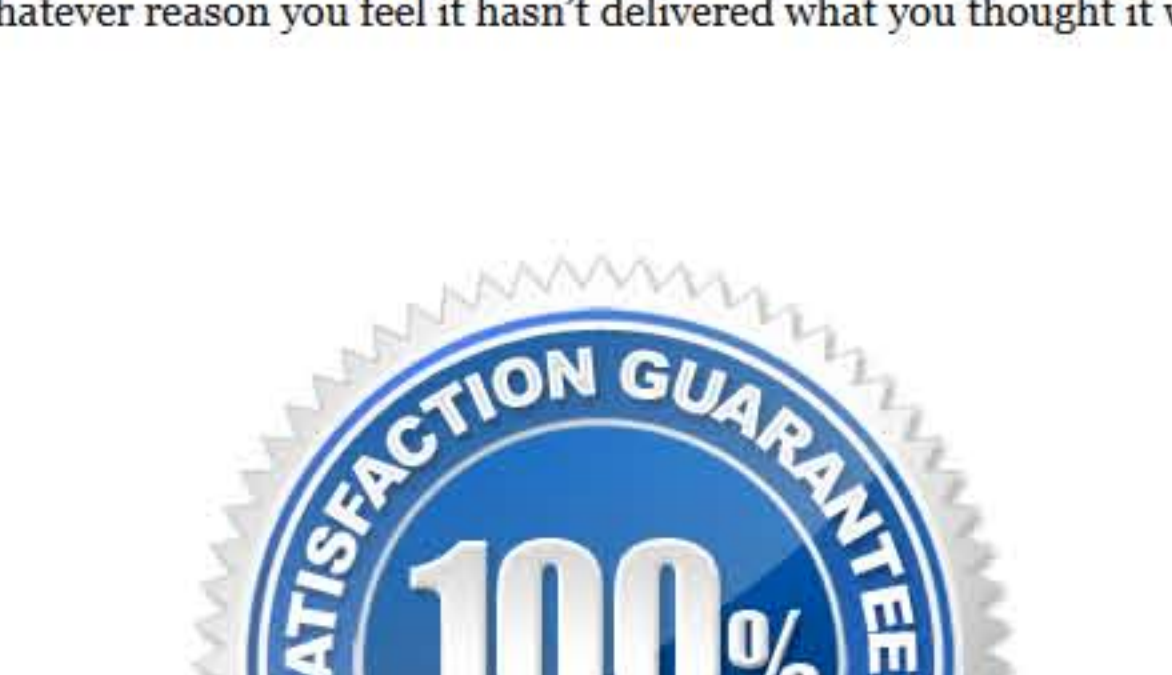 hatever reason you feel it hasn't delivered what you thought it
ATISFACTION GUARANTEE
100%